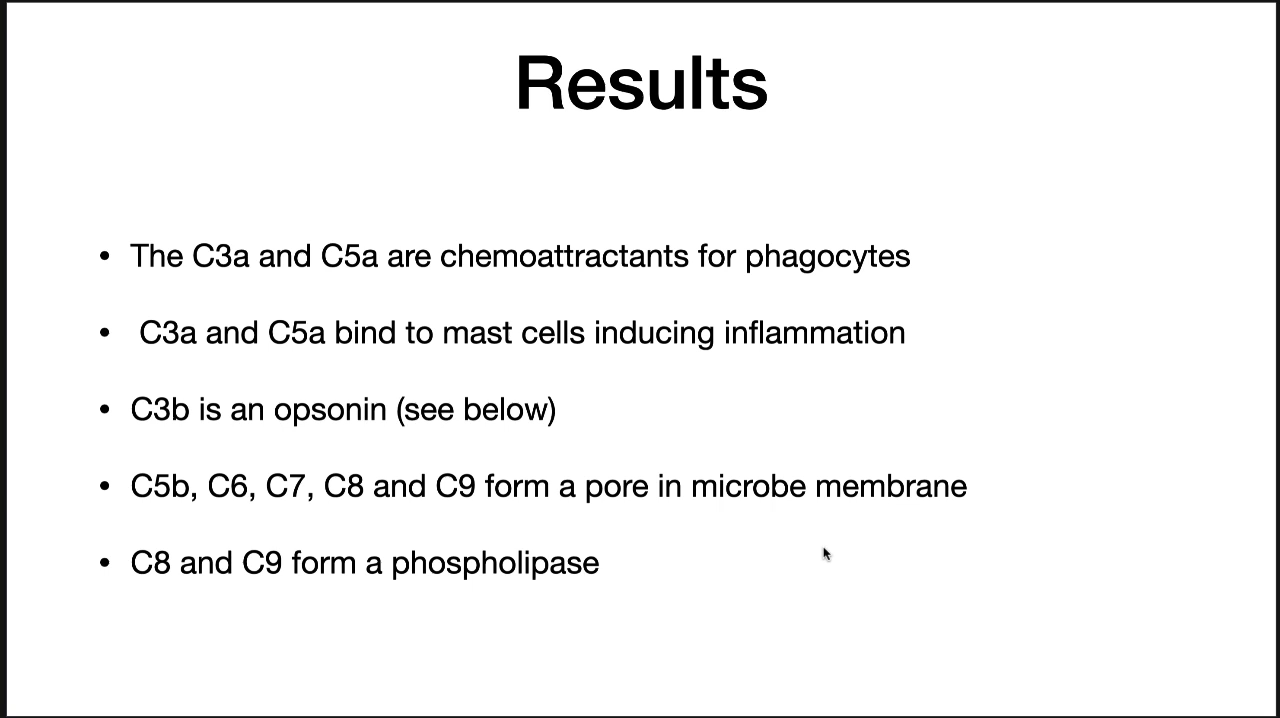 Results
• The C3a and C5a are chemoattractants for phagocytes
• C3a and C5a bind to mast cells inducing inflammation
• C3b is an opsonin (see below)
• C5b, C6, C7, C8 and C9 form a pore in microbe membrane
• C8 and C9 form a phospholipase